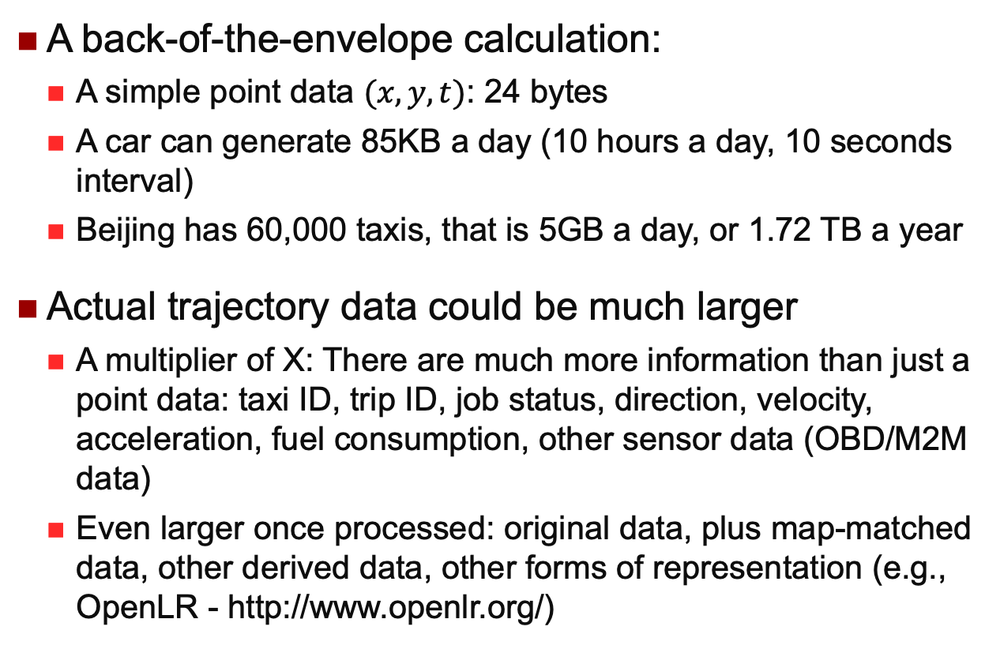 A back-of-the-envelope calculation:
A simple point data (x, y, t): 24 bytes
A car can generate 85KB a day (10 hours a day, 10 seconds
interval)
Beijing has 60,000 taxis, that is 5GB a day, or 1.72 TB a year
Actual trajectory data could be much larger
A multiplier of X: There are much more information than just a
point data: taxi ID, trip ID, job status, direction, velocity,
acceleration, fuel consumption, other sensor data (OBD/M2M
data)
Even larger once processed: original data, plus map-matched
data, other derived data, other forms of representation (e.g.,
OpenLR - http://www.openlr.org/)